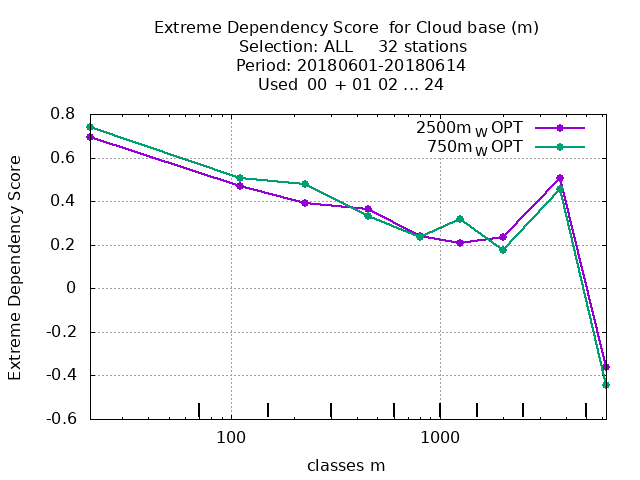 Extreme Dependency Score  for Cloud base (m)
Selection: ALL     32 stations
Period: 20180601-20180614
Used  00  + 01 02 ... 24
2500m_W OPT
750m_W OPT
Extreme Dependency Score
0.8
0.6
0.4
0.2
0
-0.2
-0.4
-0.6
100
1000
classes m